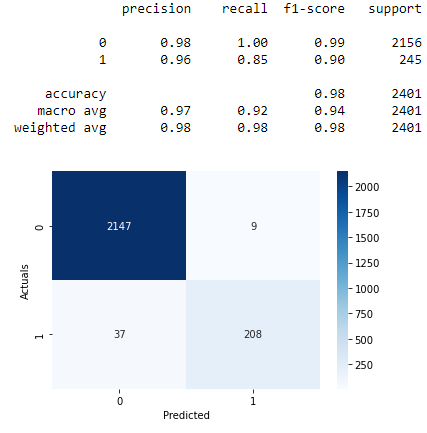 precision recall f1-score support
0 0.98 1.00 0.99 2156
1 0.96 0.85 0.90 245
accuracy 0.98 2401
macro avg 0.97 0.92 0.94 2401
weighted avg 0.98 0.98 0.98 2401
2147 9
37 208
0
1
Actuals
0 1
Predicted
2000
1750
1500
1250
1000
750
500
250